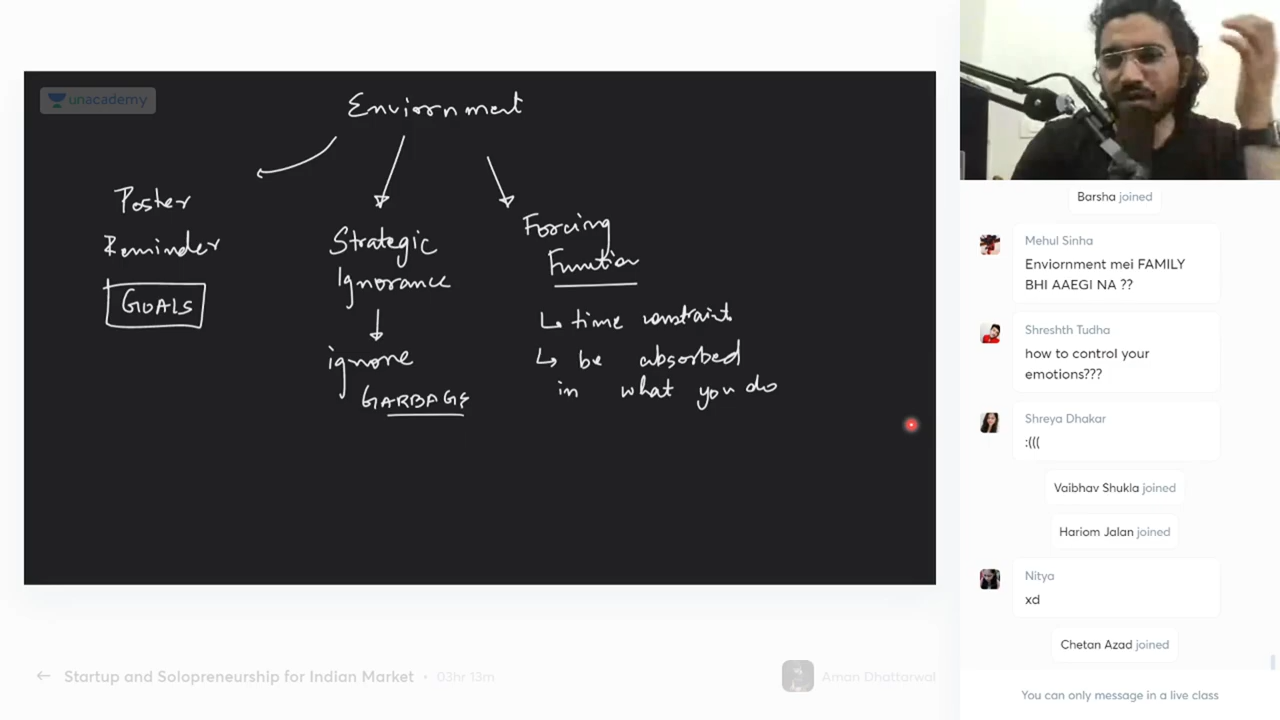 unacademy
Enviornment
Poster
Reminder
GOALS
Strategic
Ignorance
ignore
GARBAGE
Forcing
Function
↳ time constraint
↳ be absorbed
in what you do
Barsha joined
Mehul Sinha
Enviornment mei FAMILY
BHI AAEGI NA ??
Shreshth Tudha
how to control your
emotions???
Shreya Dhakar
:(((
Vaibhav Shukla joined
Hariom Jalan joined
Nitya
xd
Chetan Azad joined
You can only message in a live class
← Startup and Solopreneurship for Indian Market • 03hr 13m
Aman Dhattarwal